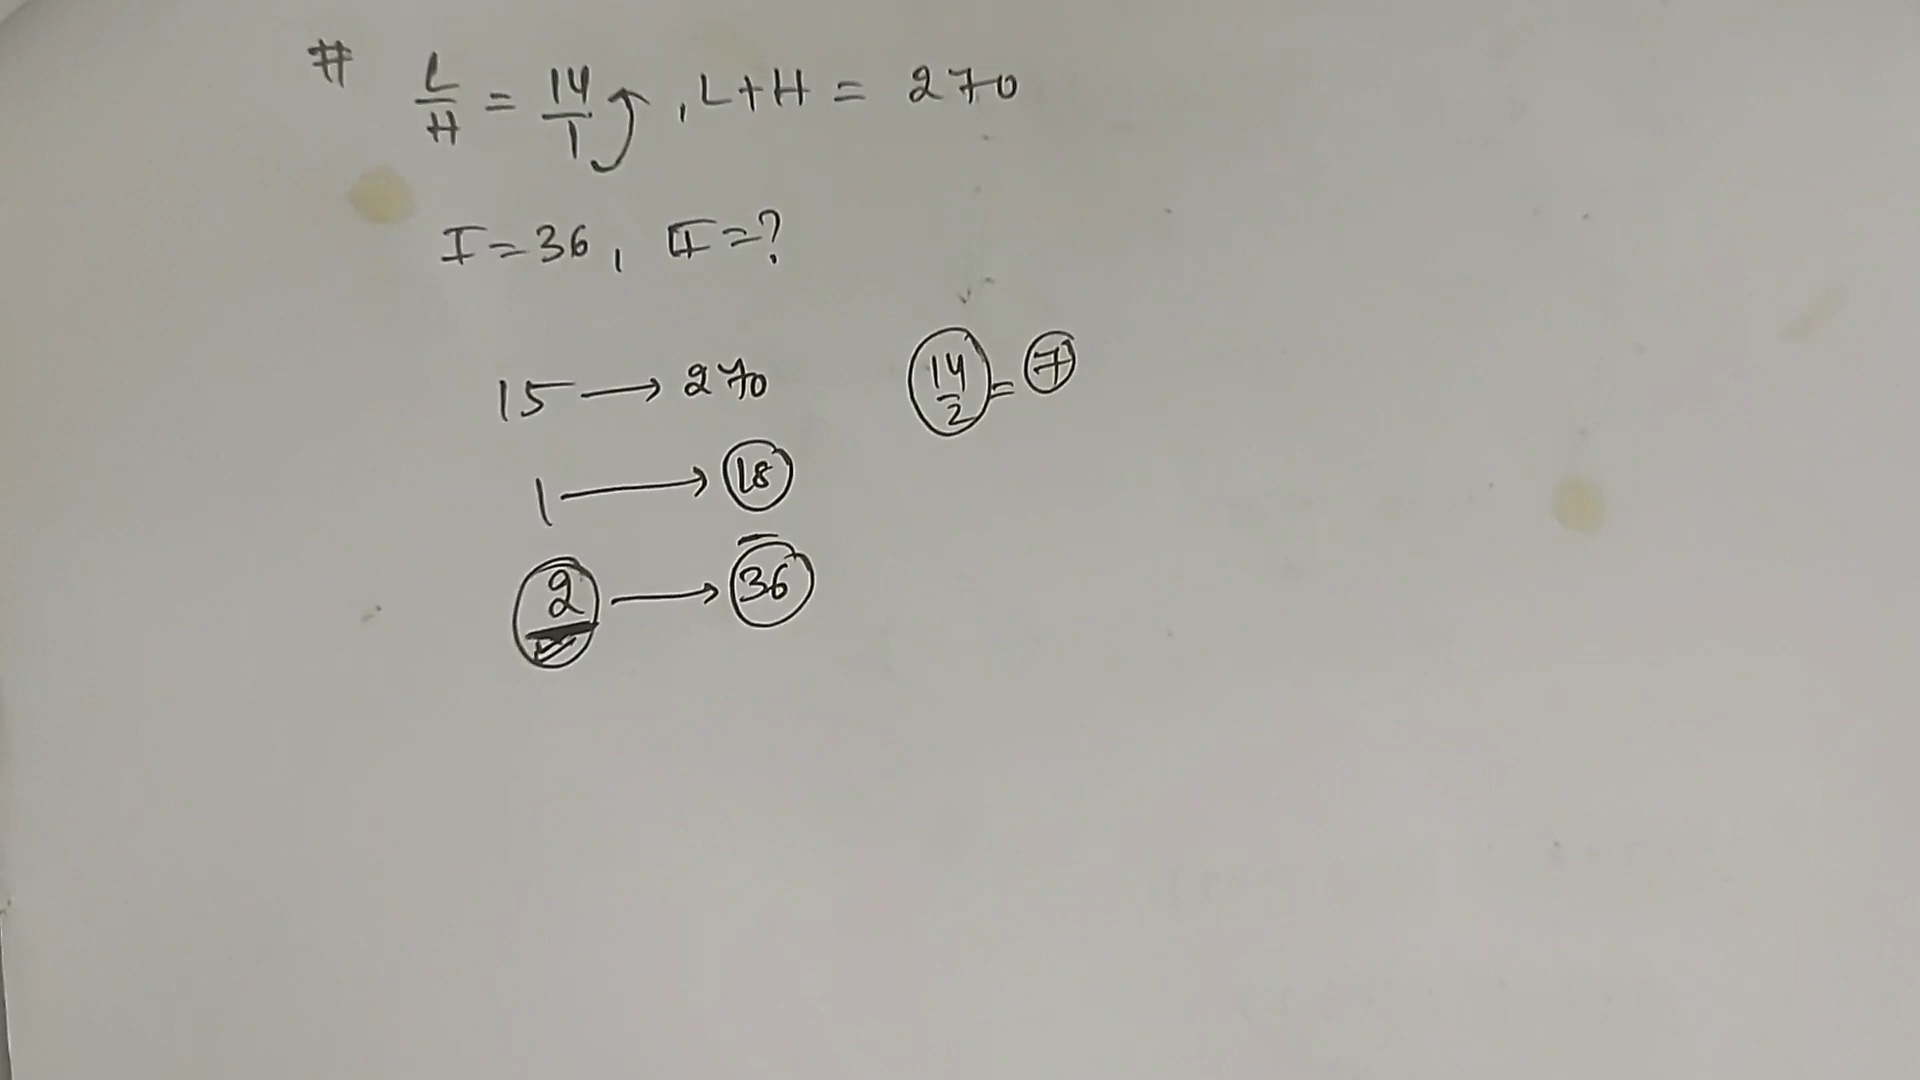 # L/H = 14/1 , L+H = 270
I=36, II=?
15 → 270
14/2 = 7
1 → 18
2 → 36